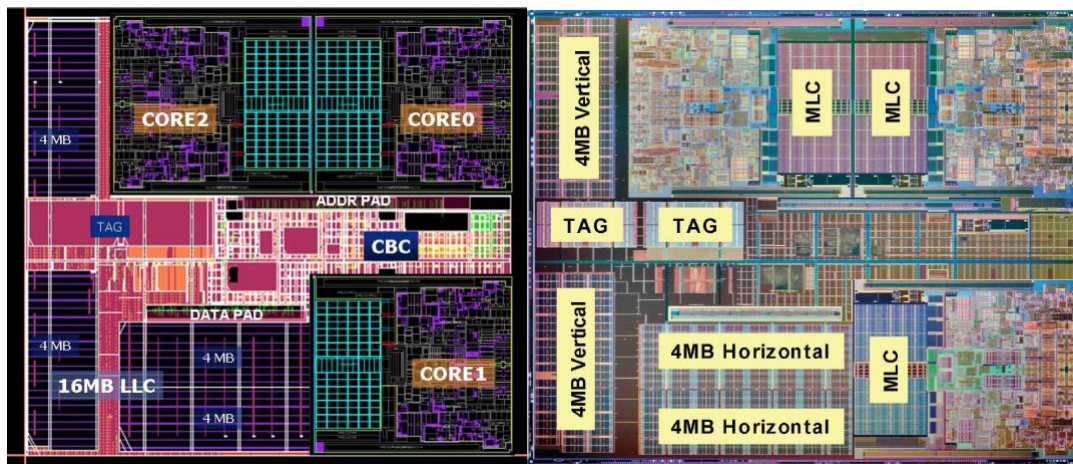 CORE2
CORE0
4 MB
ADDR PAD
TAG
CBC
DATA PAD
4 MB
4 MB
16MB LLC
CORE1
4 MB
4MB Vertical
MLC
MLC
TAG
TAG
4MB Vertical
4MB Horizontal
MLC
4MB Horizontal